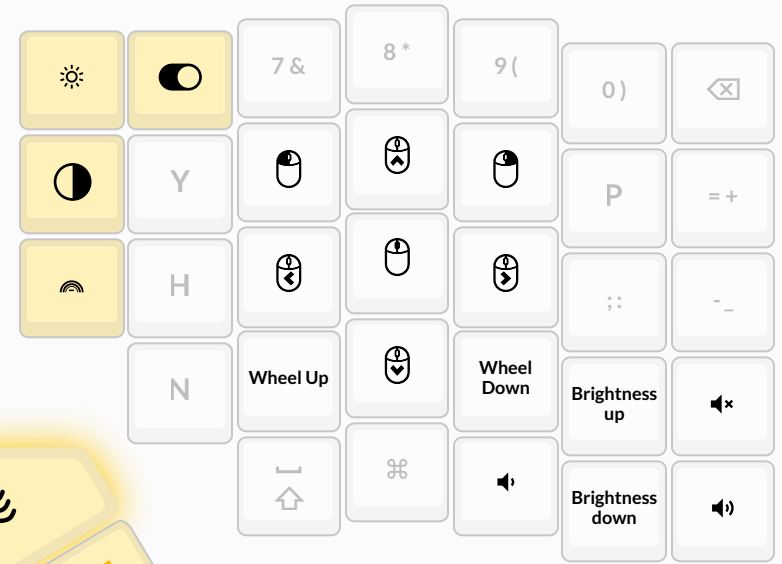 7 &
8 *
9 (
0 )
Y
P
= +
H
; :
- _
N
Wheel Up
Wheel
Down
Brightness
up
⌘
Brightness
down